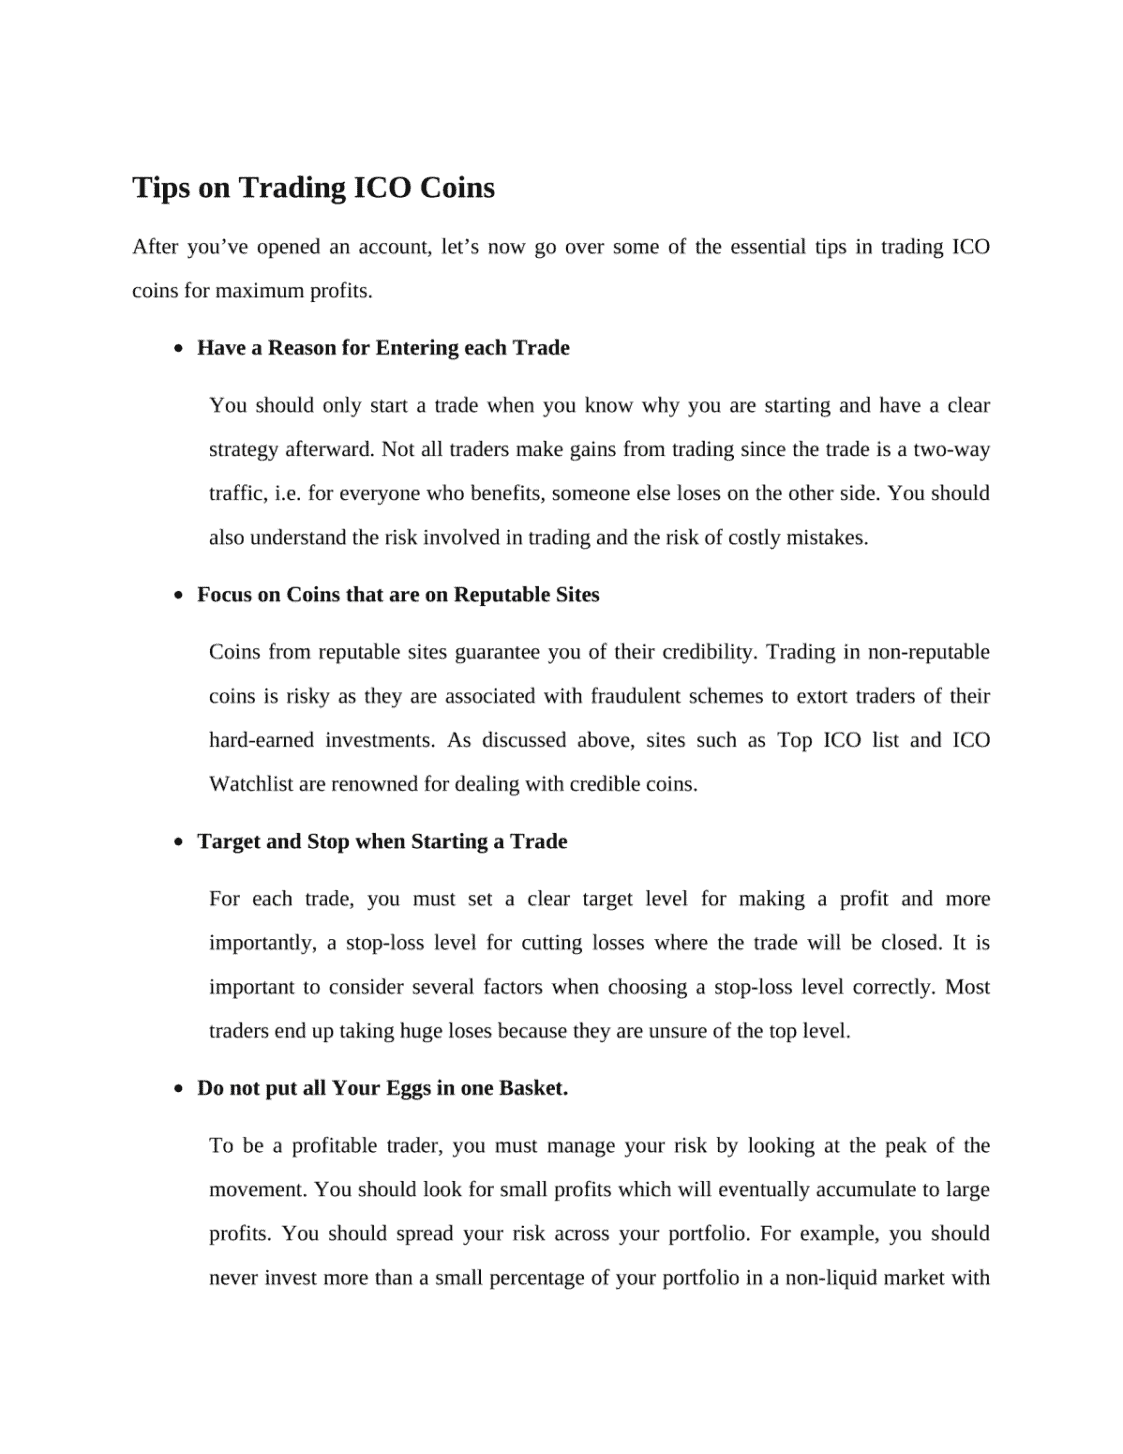 Tips on Trading ICO Coins
After you’ve opened an account, let’s now go over some of the essential tips in trading ICO
coins for maximum profits.
• Have a Reason for Entering each Trade
You should only start a trade when you know why you are starting and have a clear
strategy afterward. Not all traders make gains from trading since the trade is a two-way
traffic, i.e. for everyone who benefits, someone else loses on the other side. You should
also understand the risk involved in trading and the risk of costly mistakes.
• Focus on Coins that are on Reputable Sites
Coins from reputable sites guarantee you of their credibility. Trading in non-reputable
coins is risky as they are associated with fraudulent schemes to extort traders of their
hard-earned investments. As discussed above, sites such as Top ICO list and ICO
Watchlist are renowned for dealing with credible coins.
• Target and Stop when Starting a Trade
For each trade, you must set a clear target level for making a profit and more
importantly, a stop-loss level for cutting losses where the trade will be closed. It is
important to consider several factors when choosing a stop-loss level correctly. Most
traders end up taking huge loses because they are unsure of the top level.
• Do not put all Your Eggs in one Basket.
To be a profitable trader, you must manage your risk by looking at the peak of the
movement. You should look for small profits which will eventually accumulate to large
profits. You should spread your risk across your portfolio. For example, you should
never invest more than a small percentage of your portfolio in a non-liquid market with